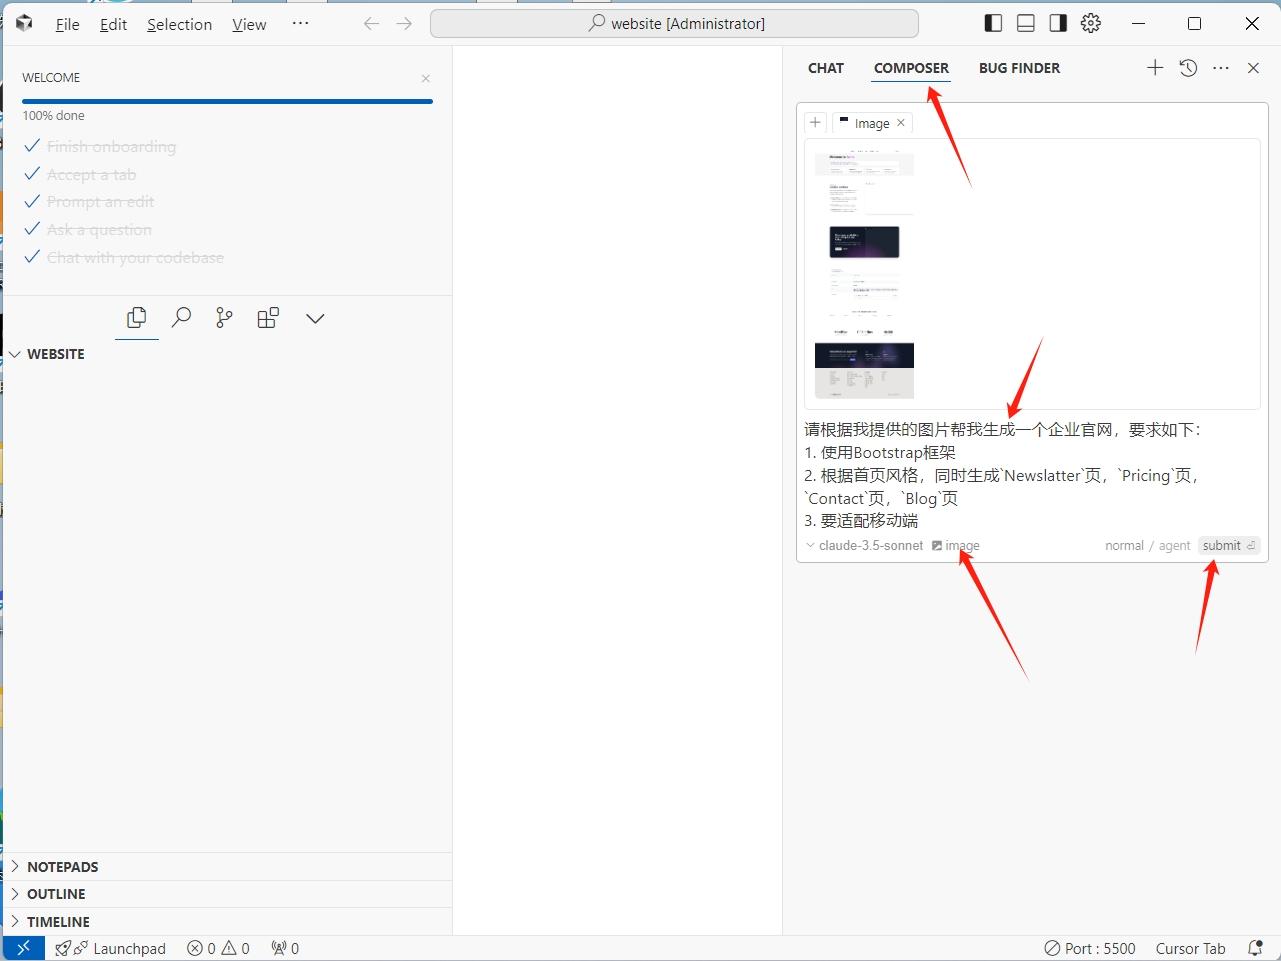 File Edit Selection View ··· website [Administrator]
WELCOME
100% done
Finish onboarding
Accept a tab
Prompt an edit
Ask a question
Chat with your codebase
WEBSITE
NOTEPADS
OUTLINE
TIMELINE
CHAT COMPOSER BUG FINDER
Image
请根据我提供的图片帮我生成一个企业官网，要求如下：
1. 使用Bootstrap框架
2. 根据首页风格，同时生成`Newslatter`页，`Pricing`页，
`Contact`页，`Blog`页
3. 要适配移动端
claude-3.5-sonnet image normal / agent submit
Launchpad 0 0 0 Port : 5500 Cursor Tab